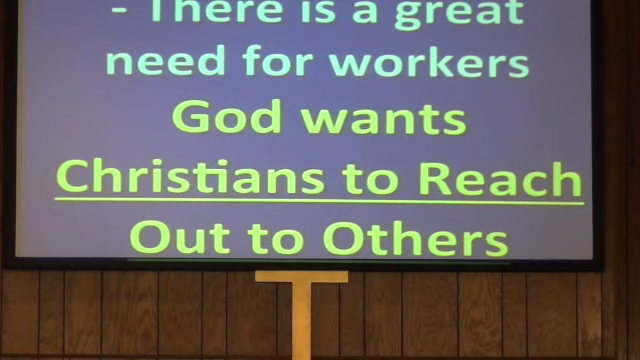 - There is a great
need for workers
God wants
Christians to Reach
Out to Others